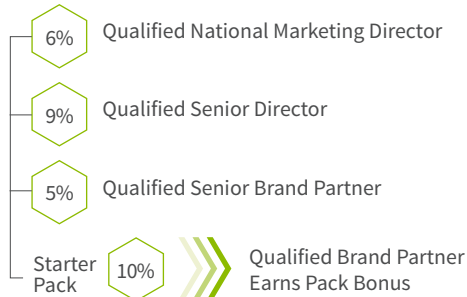 6% Qualified National Marketing Director
9% Qualified Senior Director
5% Qualified Senior Brand Partner
Starter
Pack
10%
Qualified Brand Partner
Earns Pack Bonus